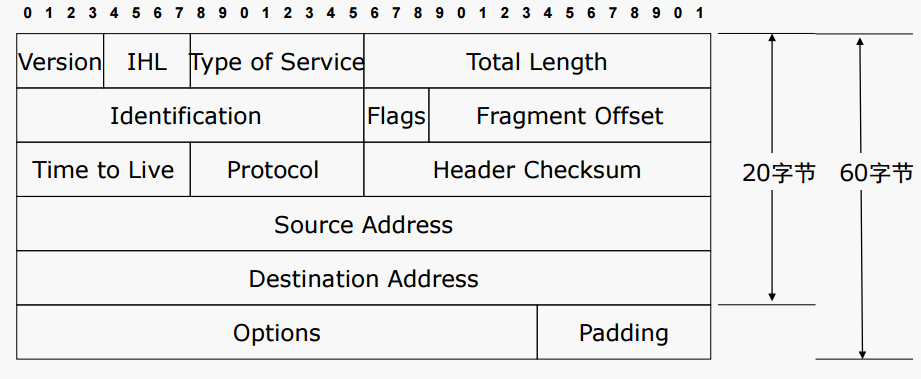 0 1 2 3 4 5 6 7 8 9 0 1 2 3 4 5 6 7 8 9 0 1 2 3 4 5 6 7 8 9 0 1
Version IHL Type of Service Total Length
Identification Flags Fragment Offset
Time to Live Protocol Header Checksum 20字节 60字节
Source Address
Destination Address
Options Padding